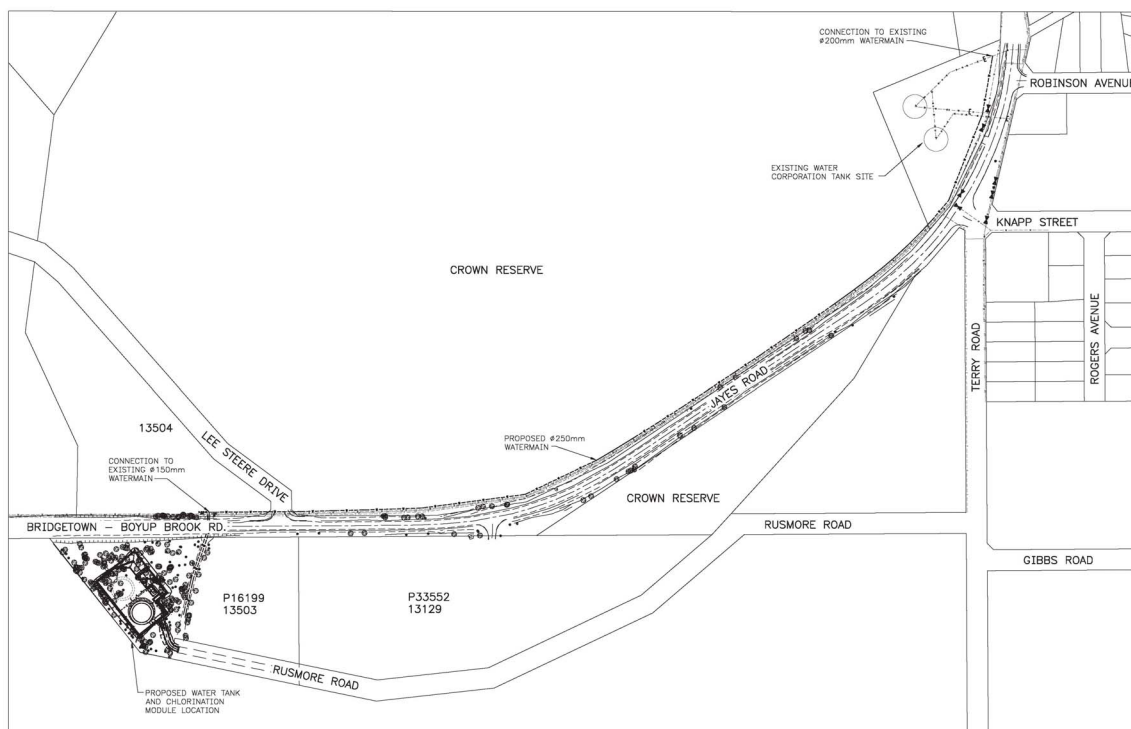 CONNECTION TO EXISTING
ø200mm WATERMAIN
ROBINSON AVENUE
EXISTING WATER
CORPORATION TANK SITE
KNAPP STREET
CROWN RESERVE
TERRY ROAD
ROGERS AVENUE
JAYES ROAD
13504
LEE STEERE DRIVE
PROPOSED ø250mm
WATERMAIN
CONNECTION TO
EXISTING ø150mm
WATERMAIN
CROWN RESERVE
BRIDGETOWN - BOYUP BROOK RD.
RUSMORE ROAD
GIBBS ROAD
P16199
13503
P33552
13129
RUSMORE ROAD
PROPOSED WATER TANK
AND CHLORINATION
MODULE LOCATION